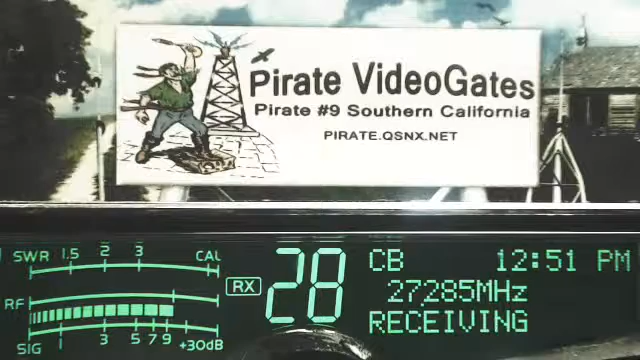 Pirate VideoGates
Pirate #9 Southern California
PIRATE.QSNX.NET
SWR 1.5 2 3 CAL
RX 28 CB 12:51 PM
27285MHz
RECEIVING
RF
3 5 7 9 +30dB
SIG